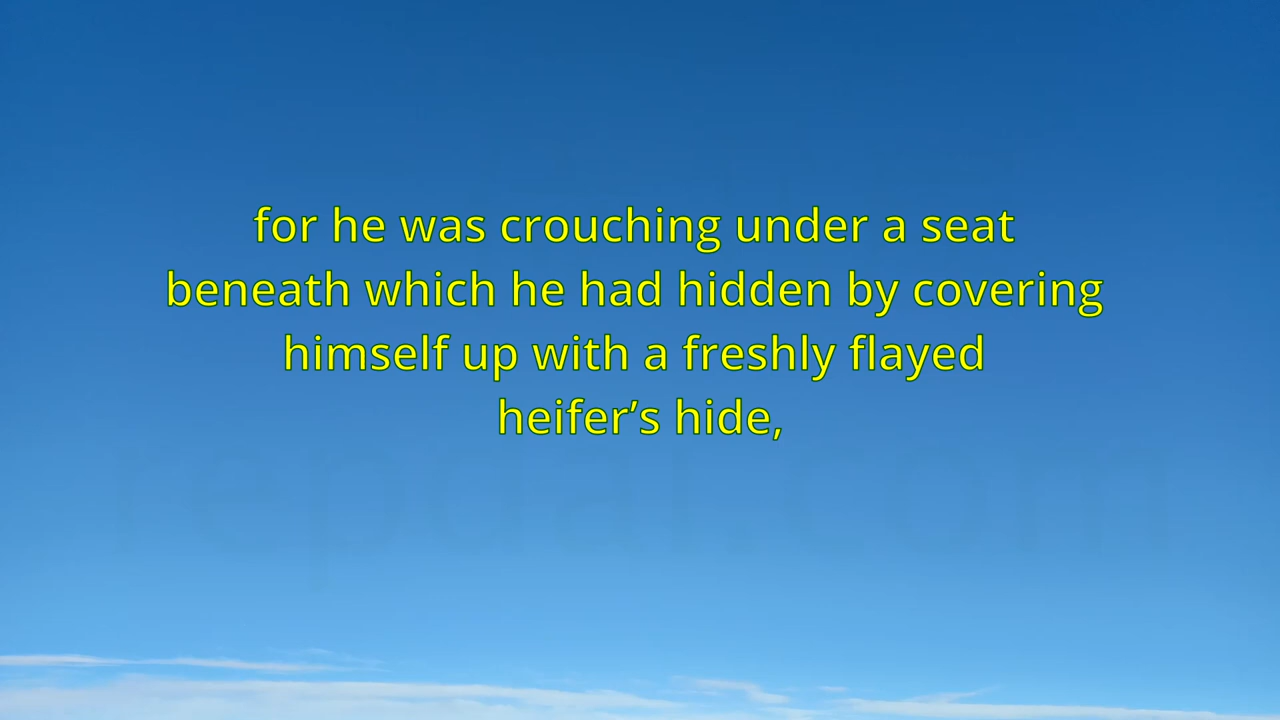 for he was crouching under a seat
beneath which he had hidden by covering
himself up with a freshly flayed
heifer’s hide,